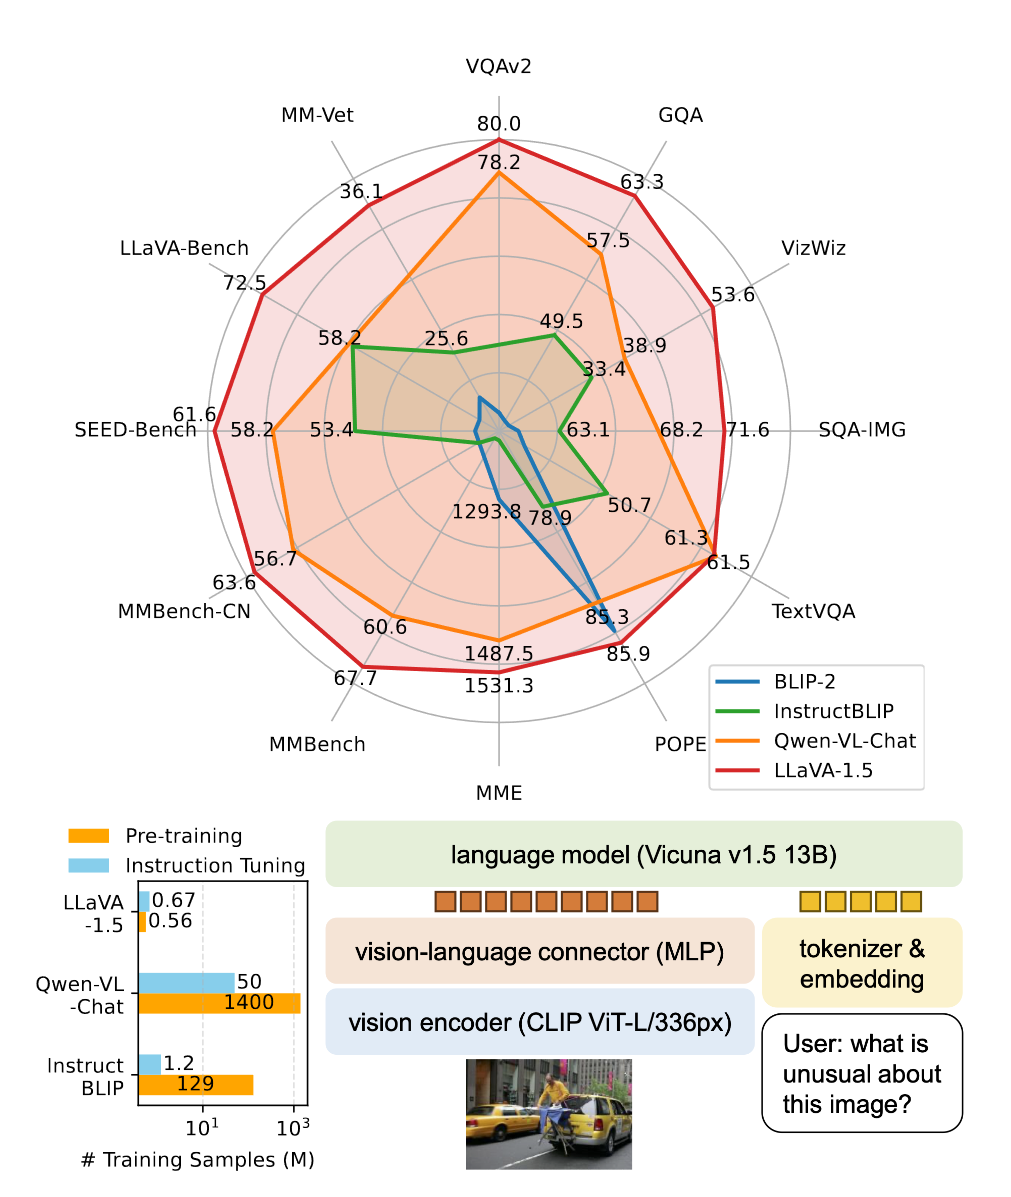 VQAv2
MM-Vet
GQA
80.0
78.2
36.1
63.3
LLaVA-Bench
57.5
VizWiz
72.5
53.6
58.2
25.6
49.5
38.9
33.4
61.6
SEED-Bench
58.2
53.4
63.1
68.2
71.6
SQA-IMG
1293.8
78.9
50.7
61.3
56.7
61.5
63.6
MMBench-CN
TextVQA
60.6
85.3
1487.5
85.9
67.7
1531.3
MMBench
POPE
MME
BLIP-2
InstructBLIP
Qwen-VL-Chat
LLaVA-1.5
Pre-training
Instruction Tuning
LLaVA
-1.5
0.67
0.56
Qwen-VL
-Chat
50
1400
Instruct
BLIP
1.2
129
10¹
10³
# Training Samples (M)
language model (Vicuna v1.5 13B)
vision-language connector (MLP)
tokenizer &
embedding
vision encoder (CLIP ViT-L/336px)
User: what is
unusual about
this image?